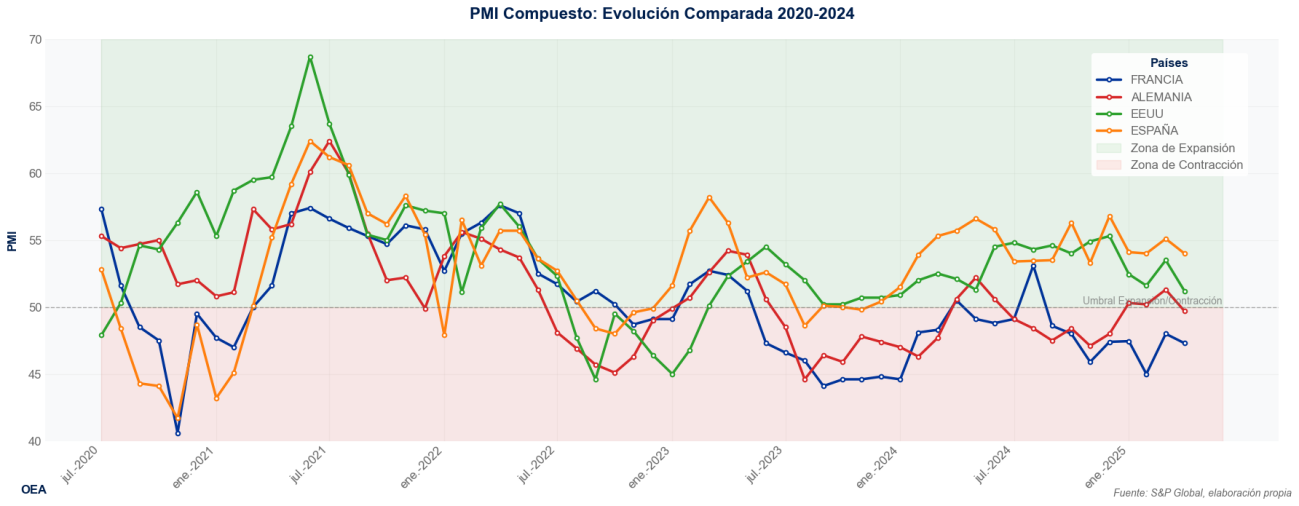 PMI Compuesto: Evolución Comparada 2020-2024
70
65
60
55
50
45
40
PMI
Países
FRANCIA
ALEMANIA
EEUU
ESPAÑA
Zona de Expansión
Zona de Contracción
Umbral Expansión/Contracción
jul.-2020
ene.-2021
jul.-2021
ene.-2022
jul.-2022
ene.-2023
jul.-2023
ene.-2024
jul.-2024
ene.-2025
OEA
Fuente: S&P Global, elaboración propia